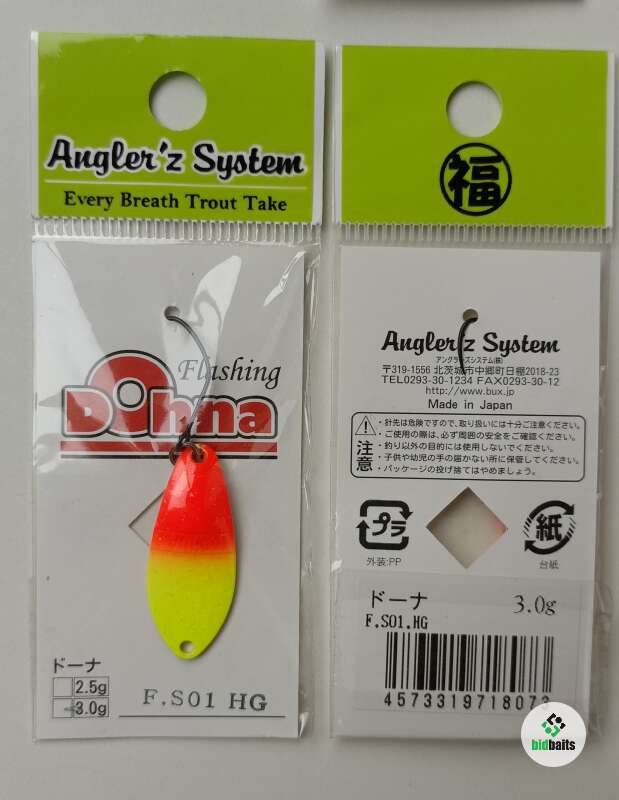 Angler'z System
Every Breath Trout Take
Flashing
Dohna
ドーナ
2.5g
3.0g
F.S01 HG
福
Angler'z System
アングラーズシステム(株)
〒319-1556 北茨城市中郷町日棚2018-23
TEL0293-30-1234 FAX0293-30-12
http://www.bux.jp/
Made in Japan
注意
・針先は危険ですので、取り扱いには十分ご注意ください。
・ご使用の際は、必ず周囲の安全をご確認ください。
・釣り以外の目的には使用しないでください。
・子供や幼児の手の届かない所に保管してください。
・パッケージの投げ捨てはやめましょう。
プラ
外装:PP
紙
台紙:
ドーナ 3.0g
F.S01.HG
4573319718073
bidbaits